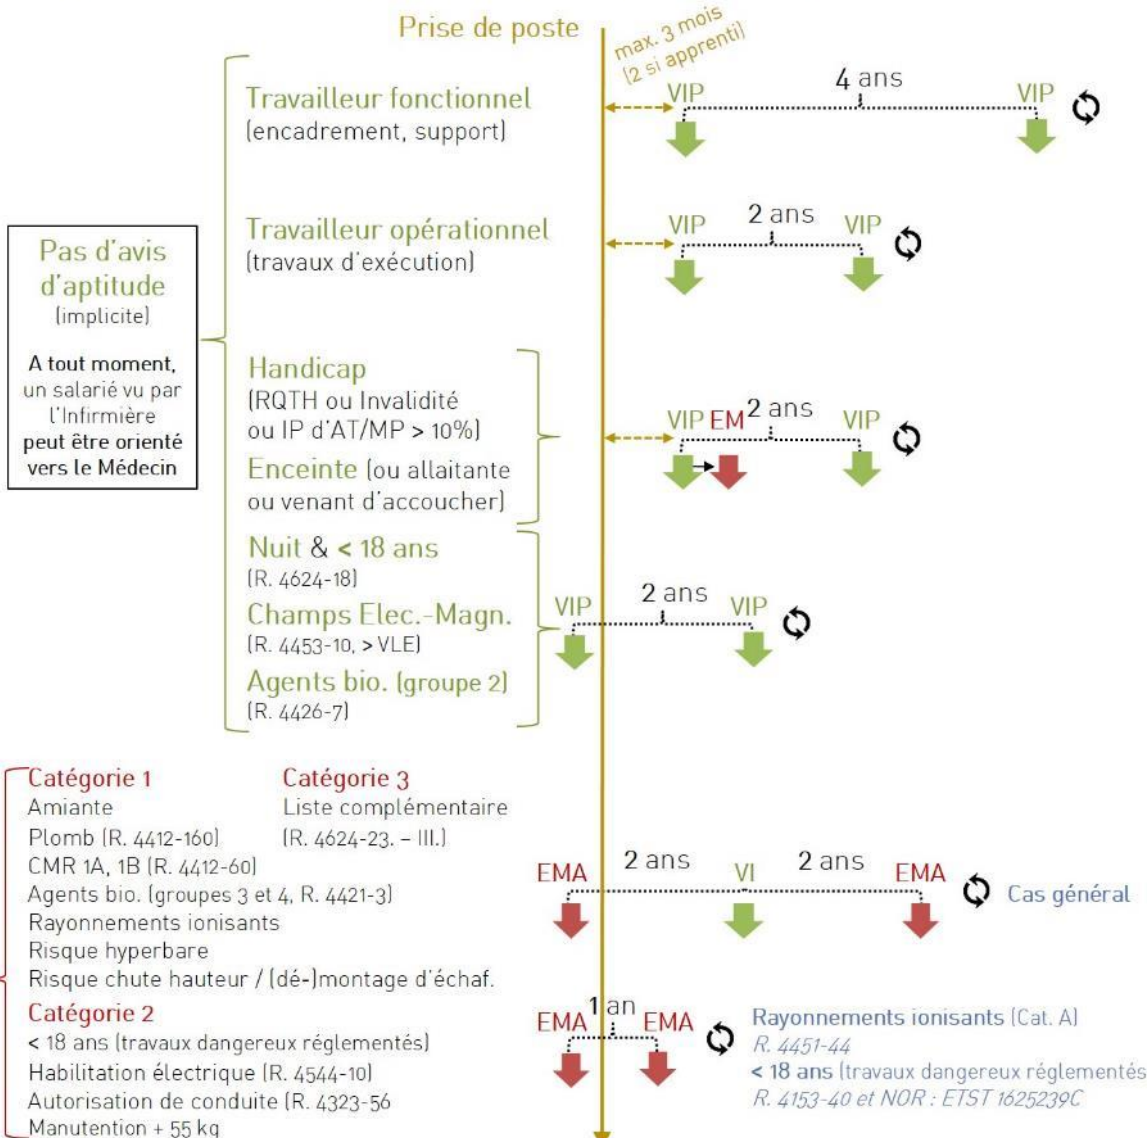 Prise de poste
max. 3 mois
(2 si apprenti)
Travailleur fonctionnel
(encadrement, support)
VIP
4 ans
VIP
Travailleur opérationnel
(travaux d'exécution)
VIP
2 ans
VIP
Pas d'avis
d'aptitude
(implicite)
A tout moment,
un salarié vu par
l'Infirmière
peut être orienté
vers le Médecin
Handicap
(RQTH ou Invalidité
ou IP d'AT/MP > 10%)
Enceinte (ou allaitante
ou venant d'accoucher)
VIP EM 2 ans
VIP
Nuit & < 18 ans
(R. 4624-18)
Champs Elec.-Magn.
(R. 4453-10, > VLE)
Agents bio. (groupe 2)
(R. 4426-7)
VIP
2 ans
VIP
Catégorie 1
Amiante
Plomb (R. 4412-160)
CMR 1A, 1B (R. 4412-60)
Agents bio. (groupes 3 et 4, R. 4421-3)
Rayonnements ionisants
Risque hyperbare
Risque chute hauteur / (dé-)montage d'échaf.
Catégorie 3
Liste complémentaire
(R. 4624-23. – III.)
EMA
2 ans
VI
2 ans
EMA
Cas général
Catégorie 2
< 18 ans (travaux dangereux réglementés)
Habilitation électrique (R. 4544-10)
Autorisation de conduite (R. 4323-56
Manutention + 55 kg
EMA
1 an
EMA
Rayonnements ionisants (Cat. A)
R. 4451-44
< 18 ans (travaux dangereux réglementés
R. 4153-40 et NOR : ETST 1625239C